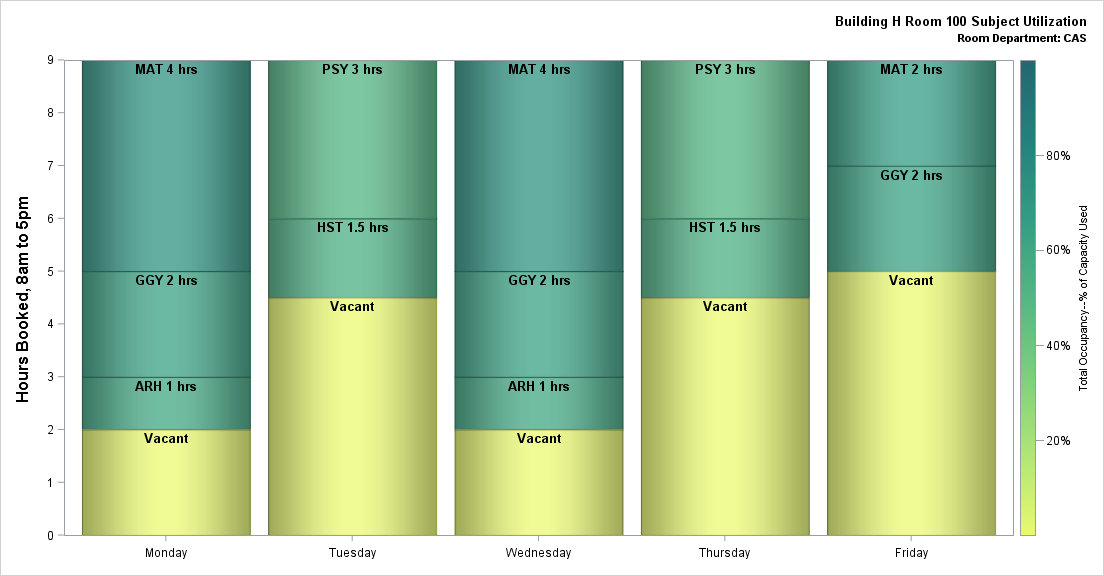 Building H Room 100 Subject Utilization
Room Department: CAS
Hours Booked, 8am to 5pm
9
8
7
6
5
4
3
2
1
0
MAT 4 hrs
GGY 2 hrs
ARH 1 hrs
Vacant
Monday
PSY 3 hrs
HST 1.5 hrs
Vacant
Tuesday
MAT 4 hrs
GGY 2 hrs
ARH 1 hrs
Vacant
Wednesday
PSY 3 hrs
HST 1.5 hrs
Vacant
Thursday
MAT 2 hrs
GGY 2 hrs
Vacant
Friday
80%
60%
40%
20%
Total Occupancy--% of Capacity Used